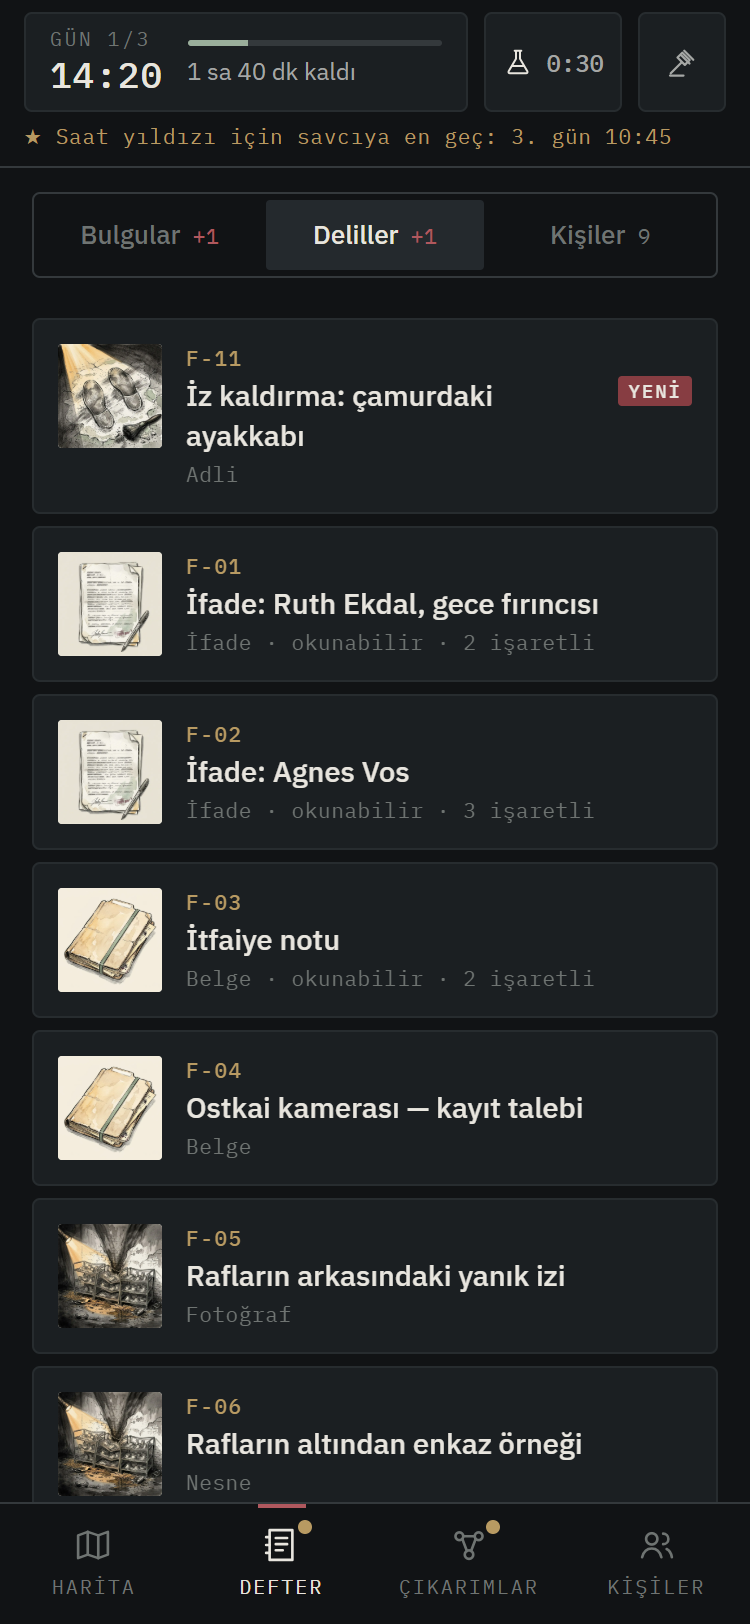 GÜN 1/3
14:20
1 sa 40 dk kaldı
0:30
★ Saat yıldızı için savcıya en geç: 3. gün 10:45
Bulgular +1
Deliller +1
Kişiler 9
F-11
İz kaldırma: çamurdaki
ayakkabı
YENİ
Adli
F-01
İfade: Ruth Ekdal, gece fırıncısı
İfade · okunabilir · 2 işaretli
F-02
İfade: Agnes Vos
İfade · okunabilir · 3 işaretli
F-03
İtfaiye notu
Belge · okunabilir · 2 işaretli
F-04
Ostkai kamerası — kayıt talebi
Belge
F-05
Rafların arkasındaki yanık izi
Fotoğraf
F-06
Rafların altından enkaz örneği
Nesne
HARİTA
DEFTER
ÇIKARIMLAR
KİŞİLER